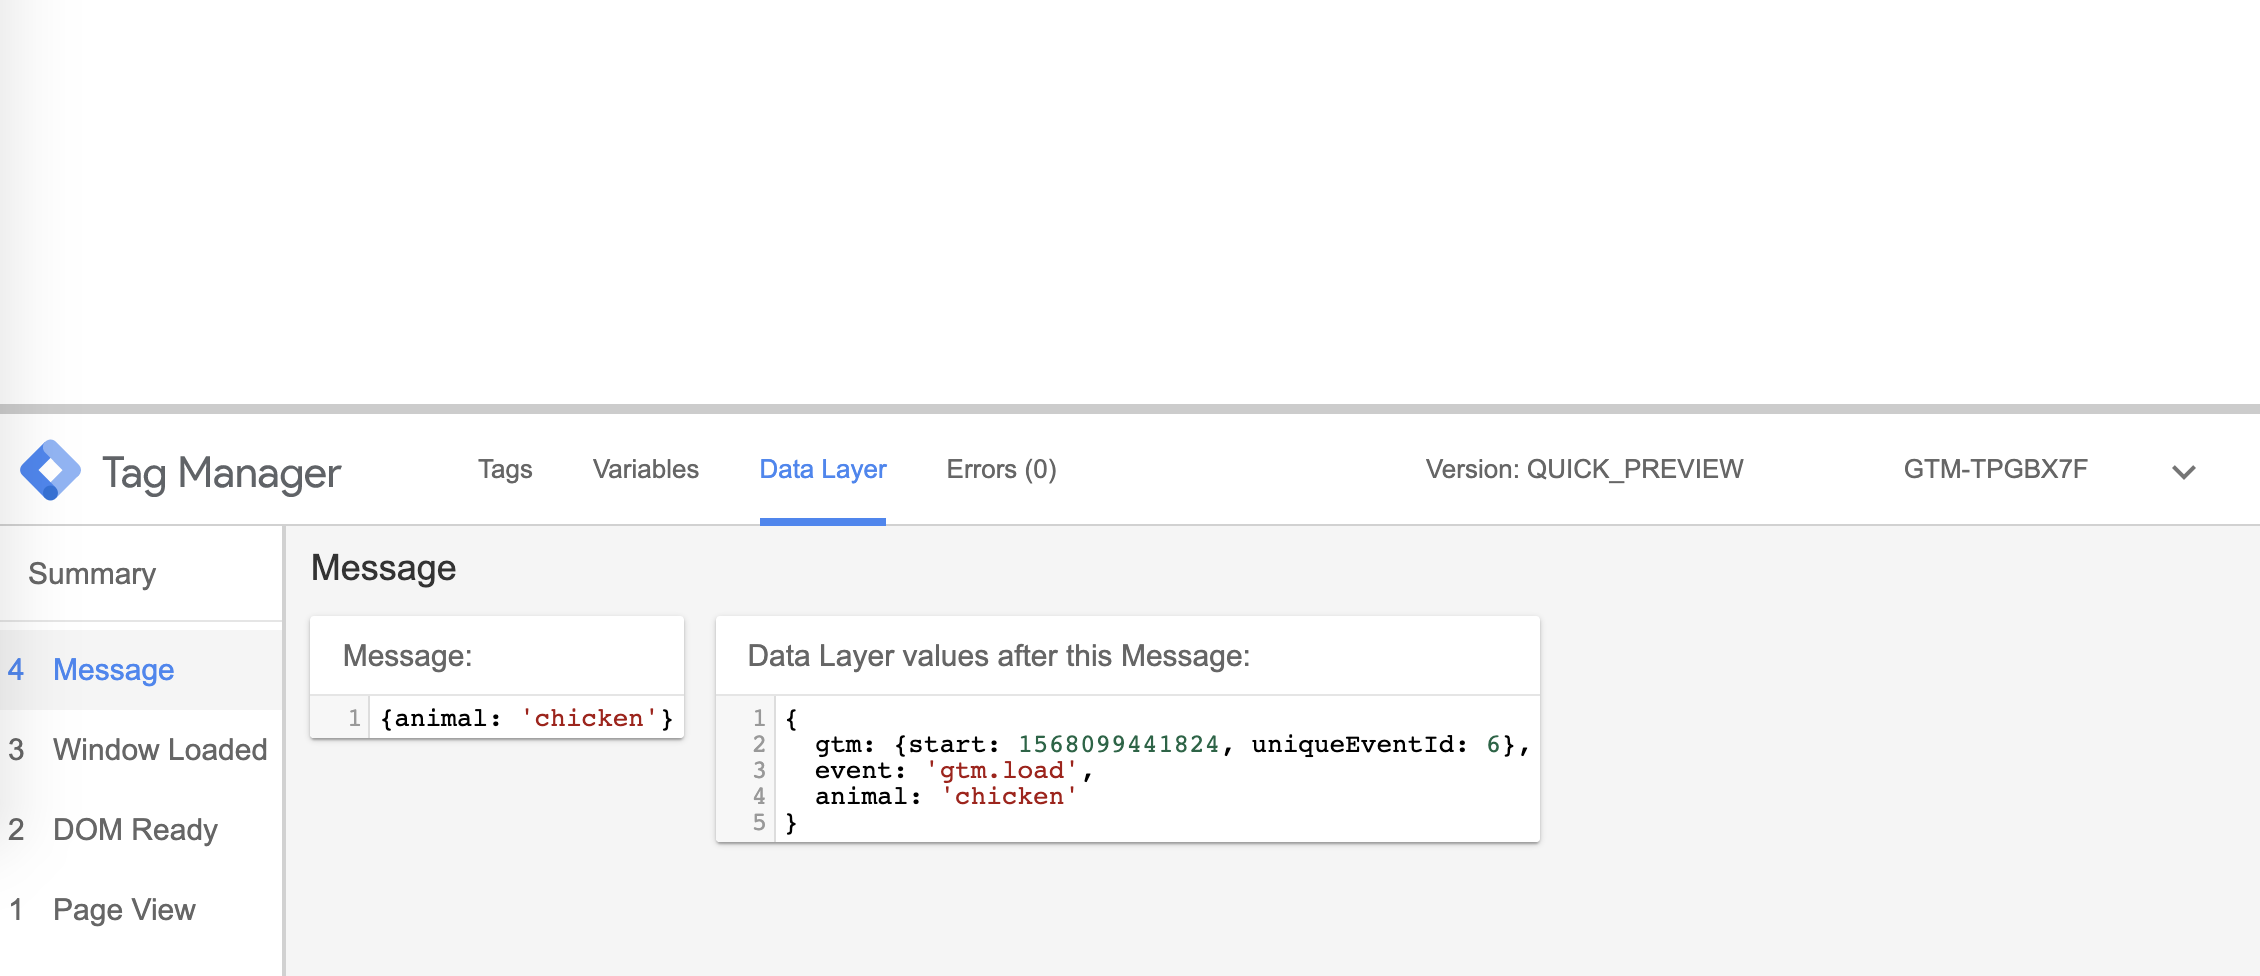 Tag Manager
Tags
Variables
Data Layer
Errors (0)
Version: QUICK_PREVIEW
GTM-TPGBX7F
Summary
4 Message
3 Window Loaded
2 DOM Ready
1 Page View
Message
Message:
1 {animal: 'chicken'}
Data Layer values after this Message:
1 {
2   gtm: {start: 1568099441824, uniqueEventId: 6},
3   event: 'gtm.load',
4   animal: 'chicken'
5 }